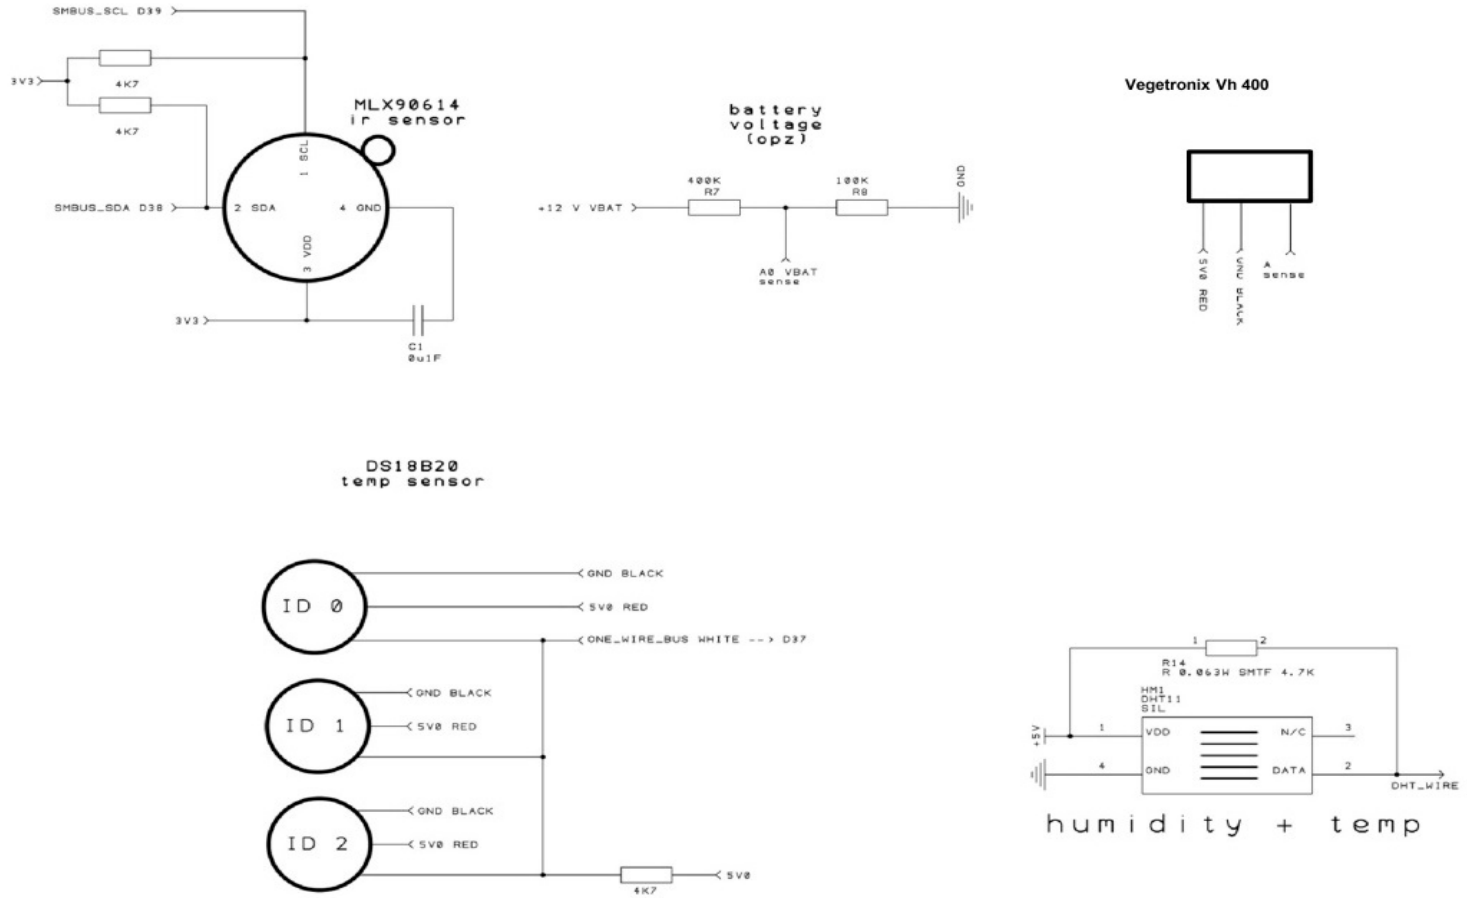 SMBUS_SCL D39
3V3
4K7
4K7
MLX90614
ir sensor
1 SCL
SMBUS_SDA D38
2 SDA
4 GND
3 VDD
3V3
C1
0u1F
battery
voltage
(opz)
400K
R7
100K
R8
GND
+12 V VBAT
A0 VBAT
sense
Vegetronix Vh 400
5V0 RED
GND BLACK
A
sense
DS18B20
temp sensor
ID 0
GND BLACK
5V0 RED
ONE_WIRE_BUS WHITE --> D37
ID 1
GND BLACK
5V0 RED
ID 2
GND BLACK
5V0 RED
4K7
5V0
1
2
R14
R 0.063W SMTF 4.7K
HM1
DHT11
SIL
+5V
1
VDD
N/C
3
4
GND
DATA
2
DHT_WIRE
humidity + temp